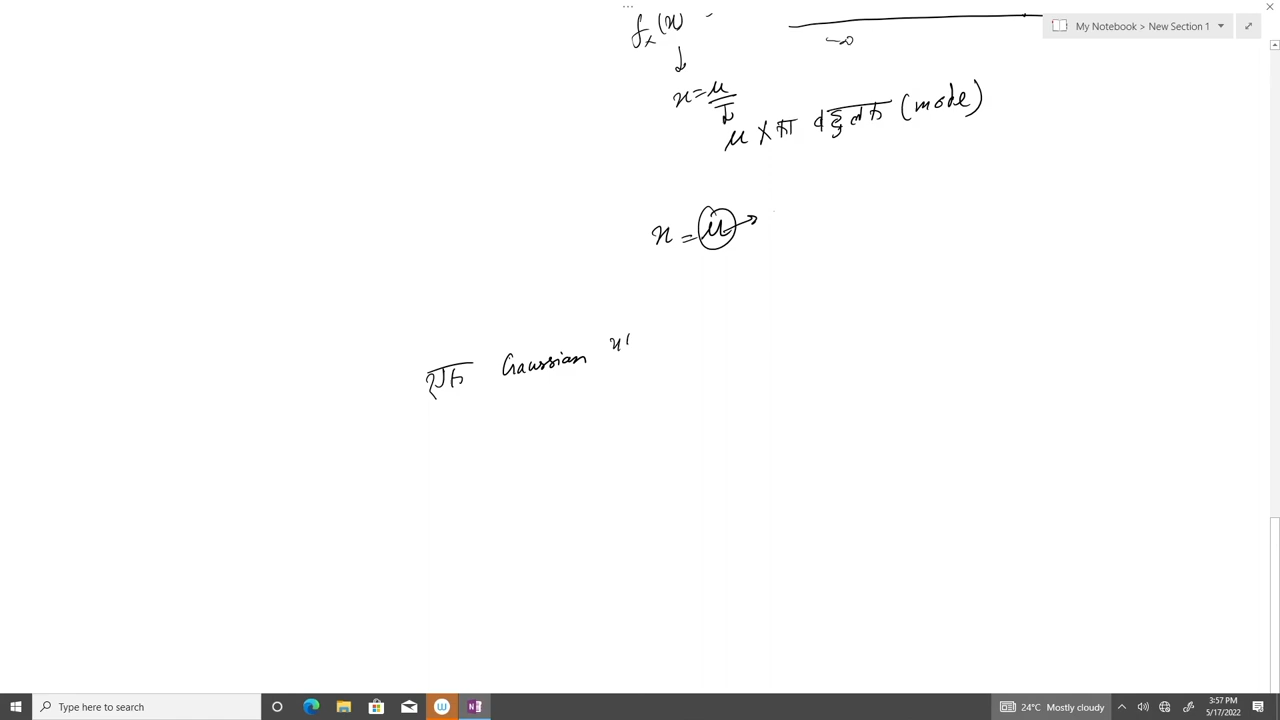 My Notebook > New Section 1
fₓ(x)
↓
x = μ
μ X का बहुलक (mode)
x = μ →
एक Gaussian
Type here to search
24°C Mostly cloudy
3:57 PM
5/17/2022